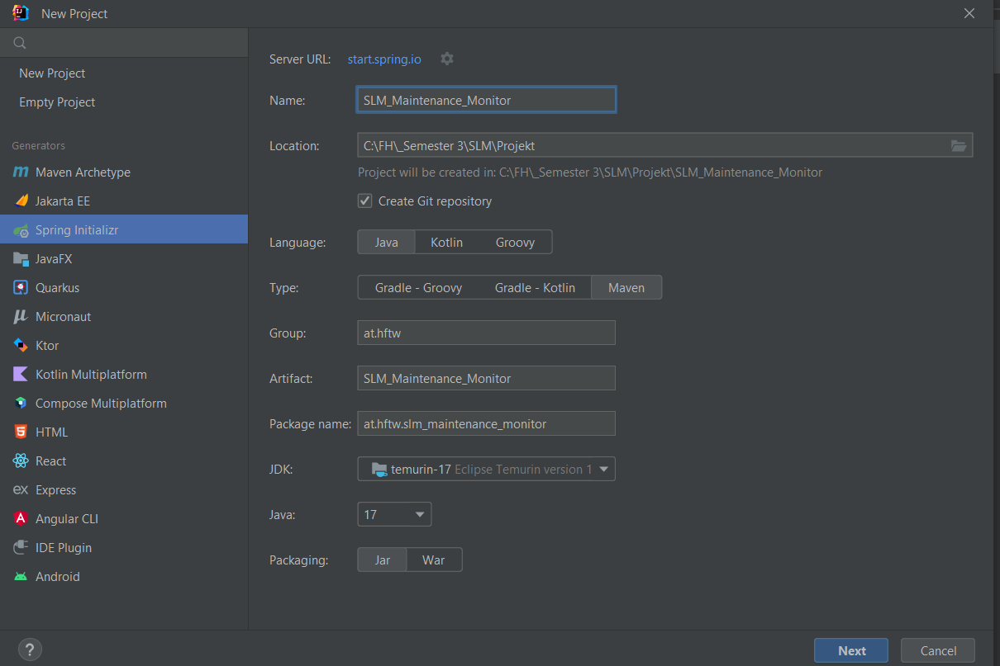 New Project
New Project
Empty Project
Generators
Maven Archetype
Jakarta EE
Spring Initializr
JavaFX
Quarkus
Micronaut
Ktor
Kotlin Multiplatform
Compose Multiplatform
HTML
React
Express
Angular CLI
IDE Plugin
Android
Server URL: start.spring.io
Name: SLM_Maintenance_Monitor
Location: C:\FH\_Semester 3\SLM\Projekt
Project will be created in: C:\FH\_Semester 3\SLM\Projekt\SLM_Maintenance_Monitor
Create Git repository
Language: Java Kotlin Groovy
Type: Gradle - Groovy Gradle - Kotlin Maven
Group: at.hftw
Artifact: SLM_Maintenance_Monitor
Package name: at.hftw.slm_maintenance_monitor
JDK: temurin-17 Eclipse Temurin version 1
Java: 17
Packaging: Jar War
? Next Cancel